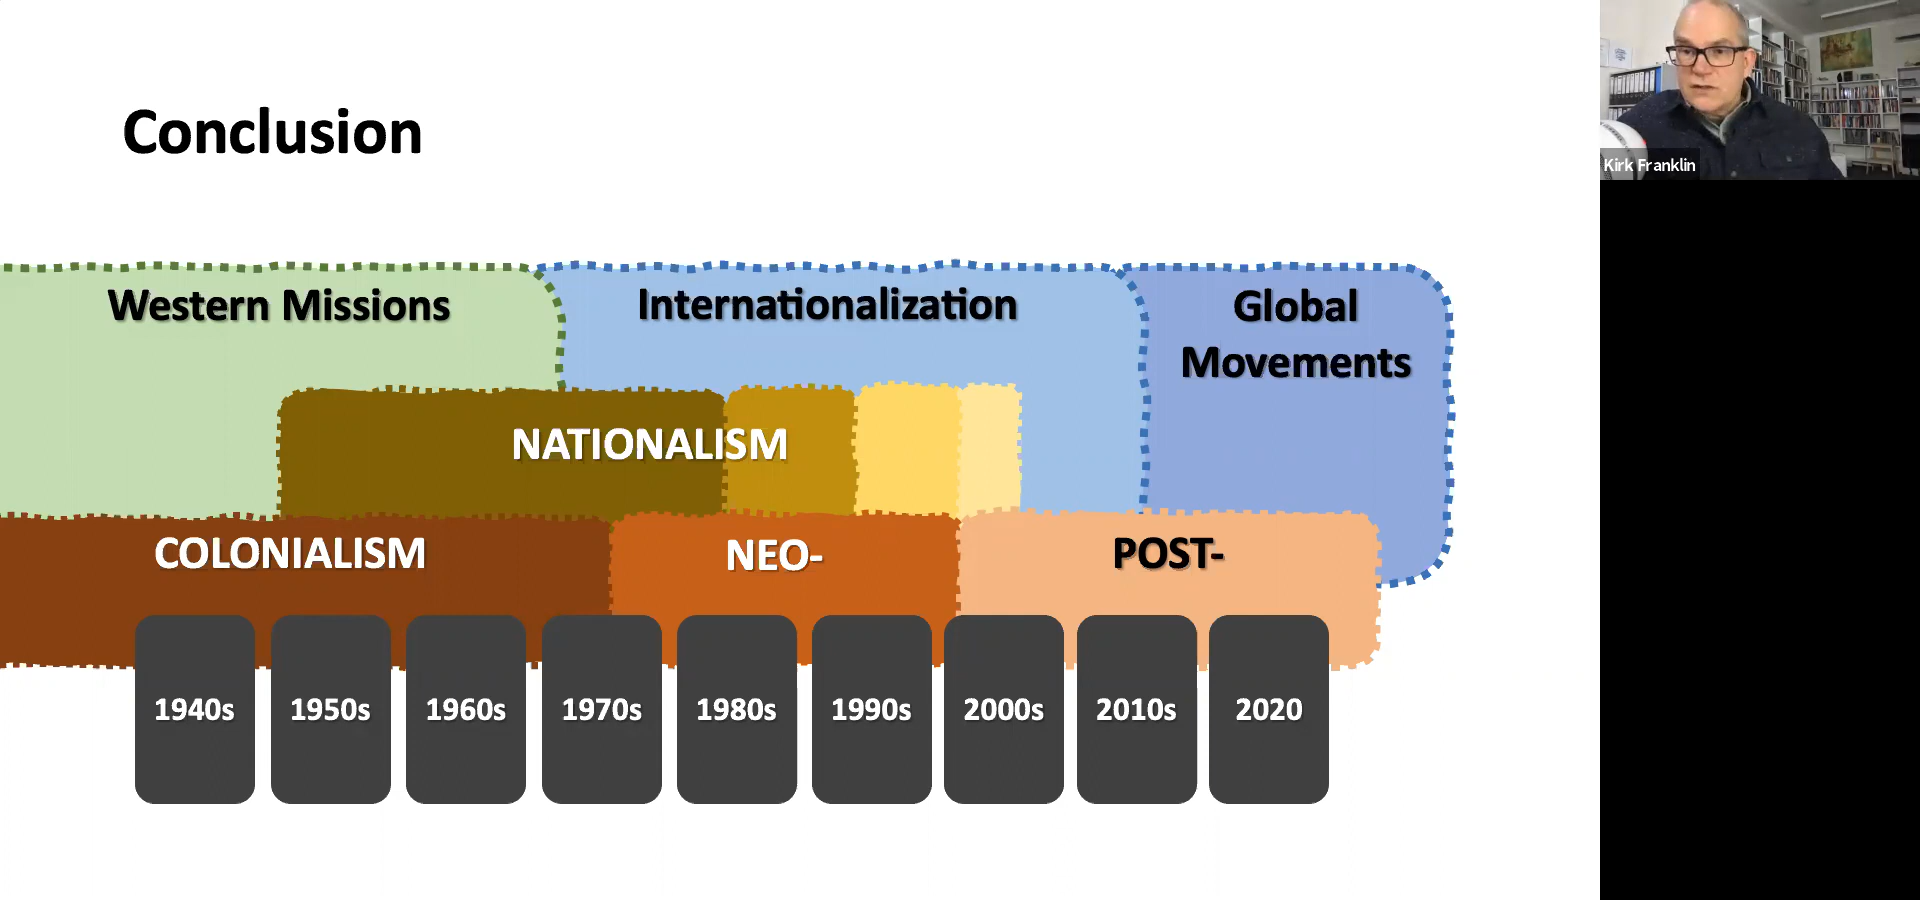 Conclusion
Kirk Franklin
Western Missions
Internationalization
Global
Movements
NATIONALISM
COLONIALISM
NEO-
POST-
1940s
1950s
1960s
1970s
1980s
1990s
2000s
2010s
2020